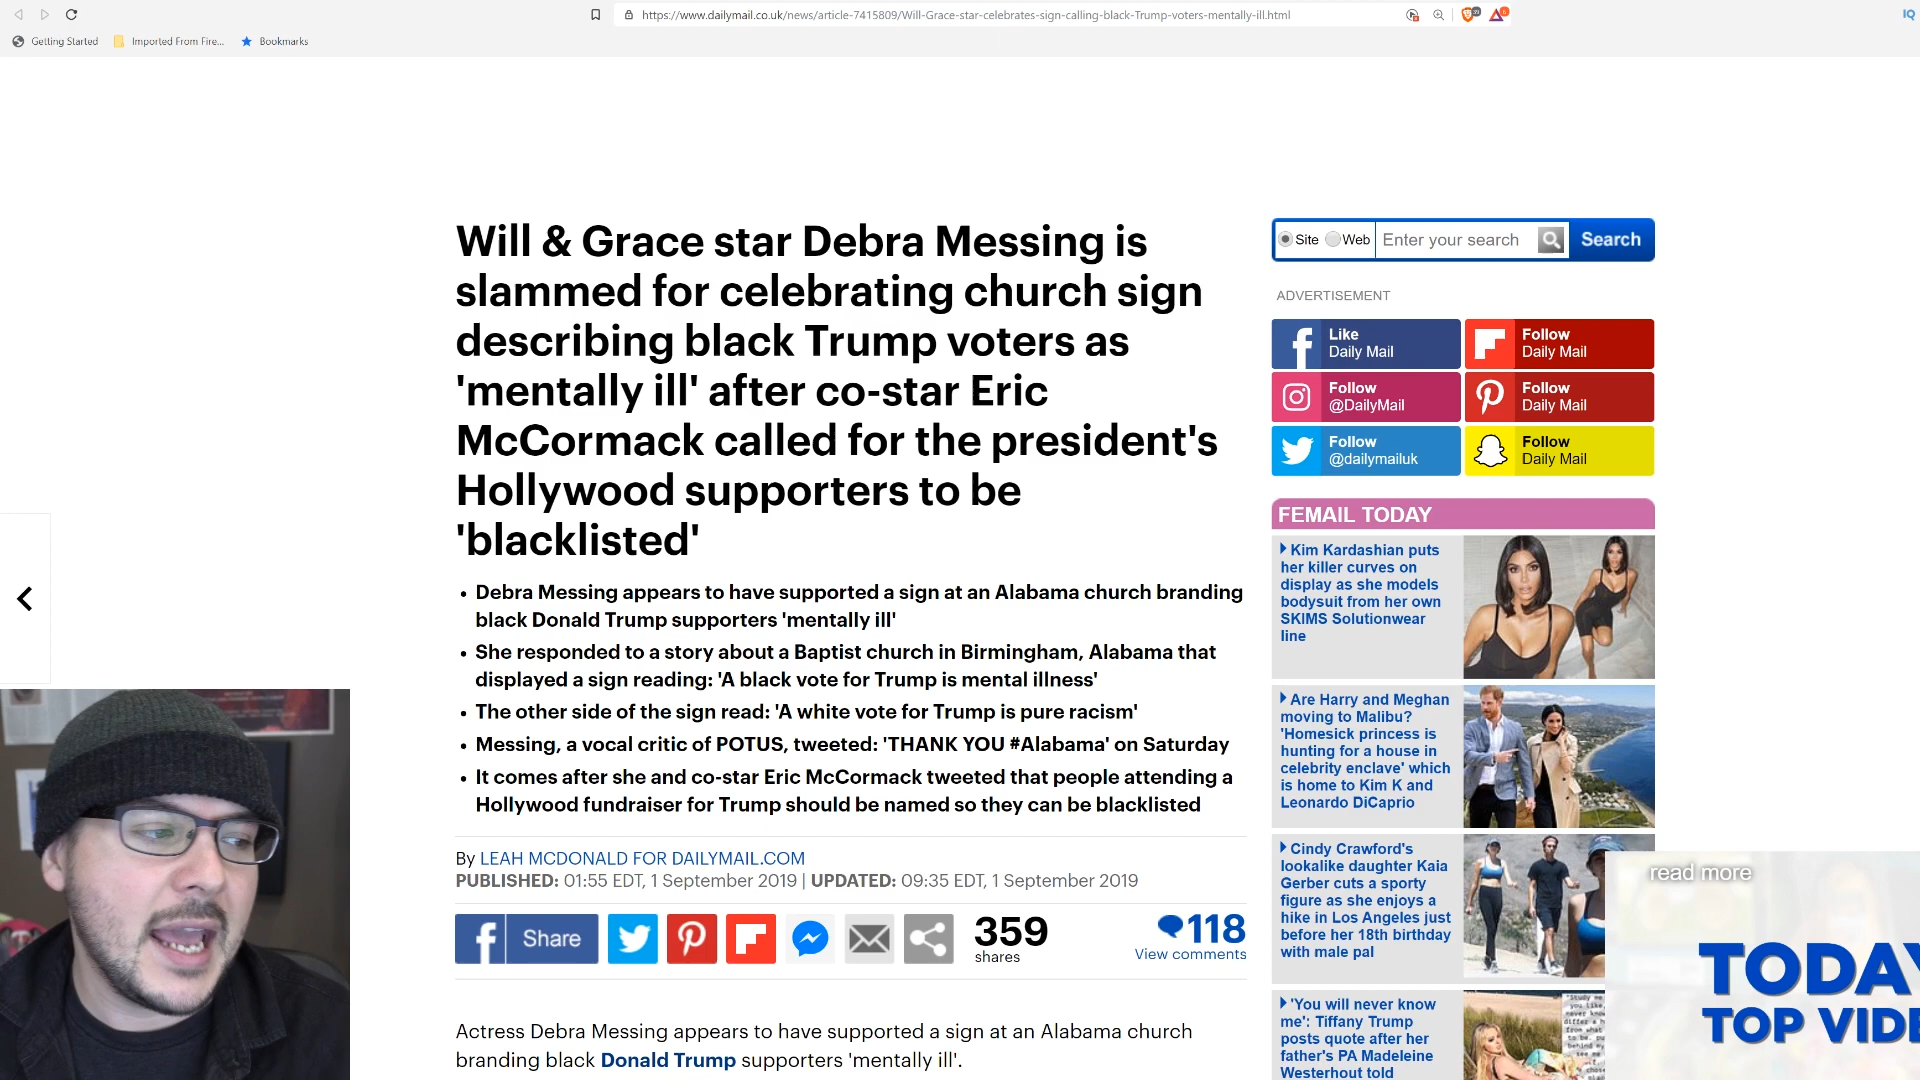 https://www.dailymail.co.uk/news/article-7415809/Will-Grace-star-celebrates-sign-calling-black-Trump-voters-mentally-ill.html
IQ
Getting Started
Imported From Fire...
Bookmarks
Will & Grace star Debra Messing is
slammed for celebrating church sign
describing black Trump voters as
'mentally ill' after co-star Eric
McCormack called for the president's
Hollywood supporters to be
'blacklisted'
• Debra Messing appears to have supported a sign at an Alabama church branding
black Donald Trump supporters 'mentally ill'
• She responded to a story about a Baptist church in Birmingham, Alabama that
displayed a sign reading: 'A black vote for Trump is mental illness'
• The other side of the sign read: 'A white vote for Trump is pure racism'
• Messing, a vocal critic of POTUS, tweeted: 'THANK YOU #Alabama' on Saturday
• It comes after she and co-star Eric McCormack tweeted that people attending a
Hollywood fundraiser for Trump should be named so they can be blacklisted
By LEAH MCDONALD FOR DAILYMAIL.COM
PUBLISHED: 01:55 EDT, 1 September 2019 | UPDATED: 09:35 EDT, 1 September 2019
Share
359
shares
118
View comments
Actress Debra Messing appears to have supported a sign at an Alabama church
branding black Donald Trump supporters 'mentally ill'.
Site Web Enter your search Search
ADVERTISEMENT
Like
Daily Mail
Follow
Daily Mail
Follow
@DailyMail
Follow
Daily Mail
Follow
@dailymailuk
Follow
Daily Mail
FEMAIL TODAY
Kim Kardashian puts
her killer curves on
display as she models
bodysuit from her own
SKIMS Solutionwear
line
Are Harry and Meghan
moving to Malibu?
'Homesick princess is
hunting for a house in
celebrity enclave' which
is home to Kim K and
Leonardo DiCaprio
Cindy Crawford's
lookalike daughter Kaia
Gerber cuts a sporty
figure as she enjoys a
hike in Los Angeles just
before her 18th birthday
with male pal
'You will never know
me': Tiffany Trump
posts quote after her
father's PA Madeleine
Westerhout told
read more
TODAY
TOP VIDE